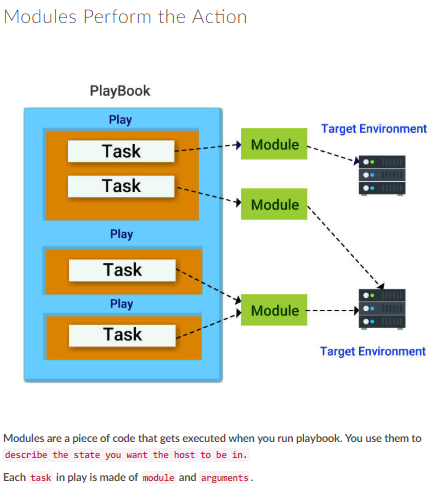 Modules Perform the Action
PlayBook
Play
Task
Task
Play
Task
Play
Task
Module
Module
Module
Target Environment
Target Environment
Modules are a piece of code that gets executed when you run playbook. You use them to
describe the state you want the host to be in.
Each task in play is made of module and arguments.